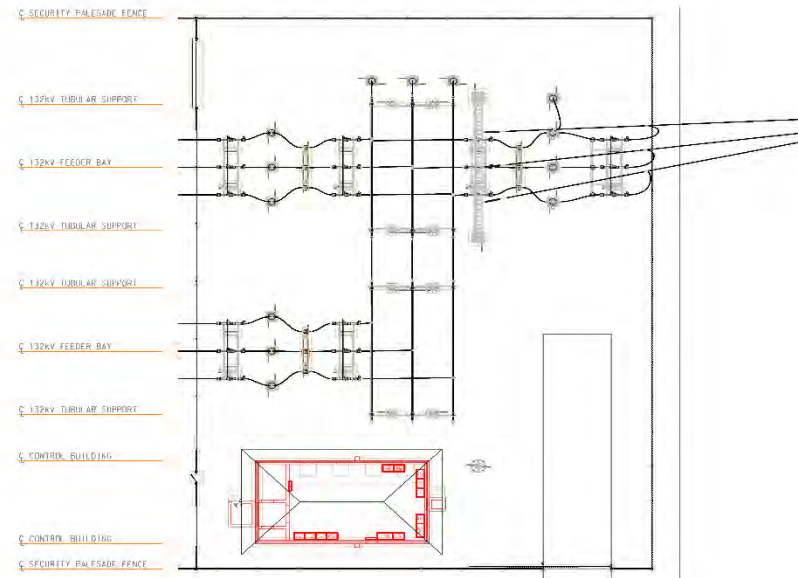 ℄ SECURITY PALESADE FENCE
℄ 132kV TUBULAR SUPPORT
℄ 132kV FEEDER BAY
℄ 132kV TUBULAR SUPPORT
℄ 132kV TUBULAR SUPPORT
℄ 132kV FEEDER BAY
℄ 132kV TUBULAR SUPPORT
℄ CONTROL BUILDING
℄ CONTROL BUILDING
℄ SECURITY PALESADE FENCE